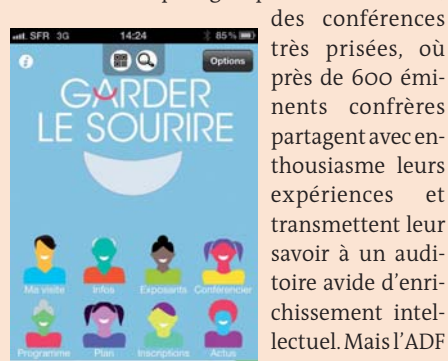 SFR 3G 14:24 85 %
Options
GARDER
LE SOURIRE
Ma visite Infos Exposants Conférencier
Programme Plan Inscriptions Actus
des conférences
très prisées, où
près de 600 émi-
nents confrères
partagent avec en-
thousiasme leurs
expériences et
transmettent leur
savoir à un audi-
toire avide d'enri-
chissement intel-
lectuel. Mais l'ADF